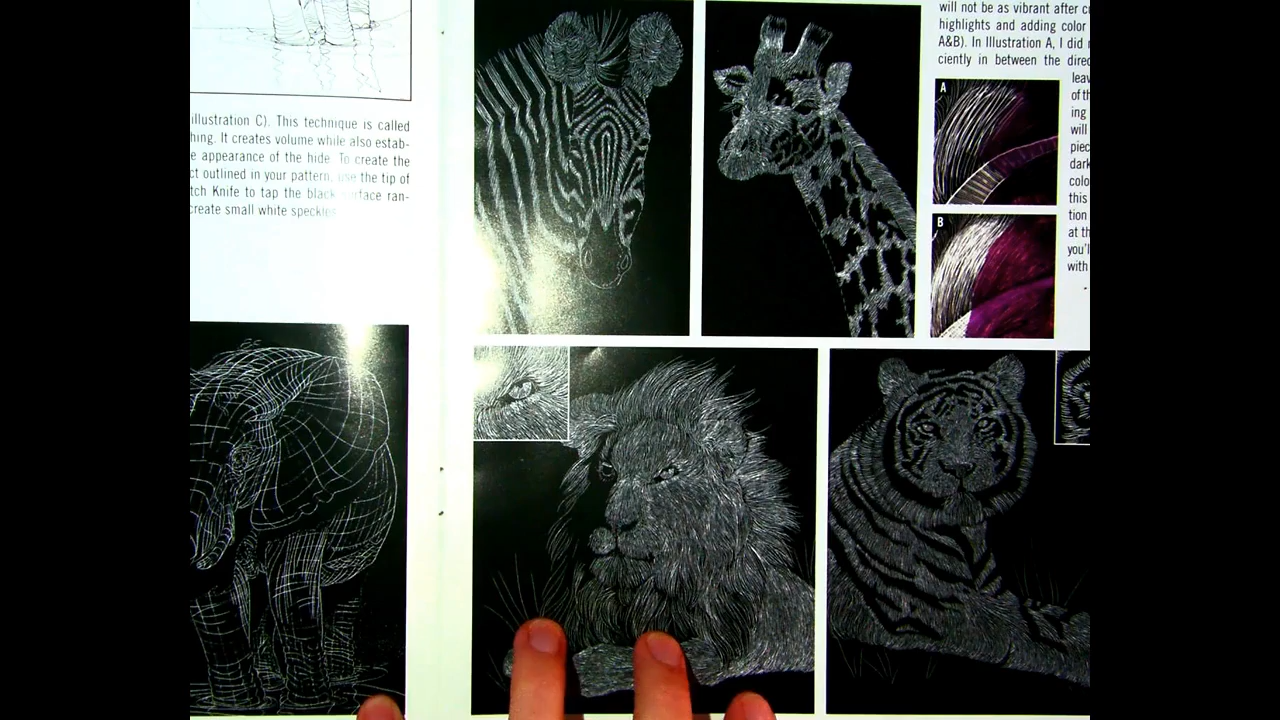 illustration C). This technique is called
hing. It creates volume while also estab-
e appearance of the hide. To create the
ct outlined in your pattern, use the tip of
tch Knife to tap the black surface ran-
create small white speckles.
will not be as vibrant after cu
highlights and adding color
A&B). In Illustration A, I did
ciently in between the direc
leav
of th
ing
will
piec
dark
colo
this
tion
at th
you'l
with
A
B